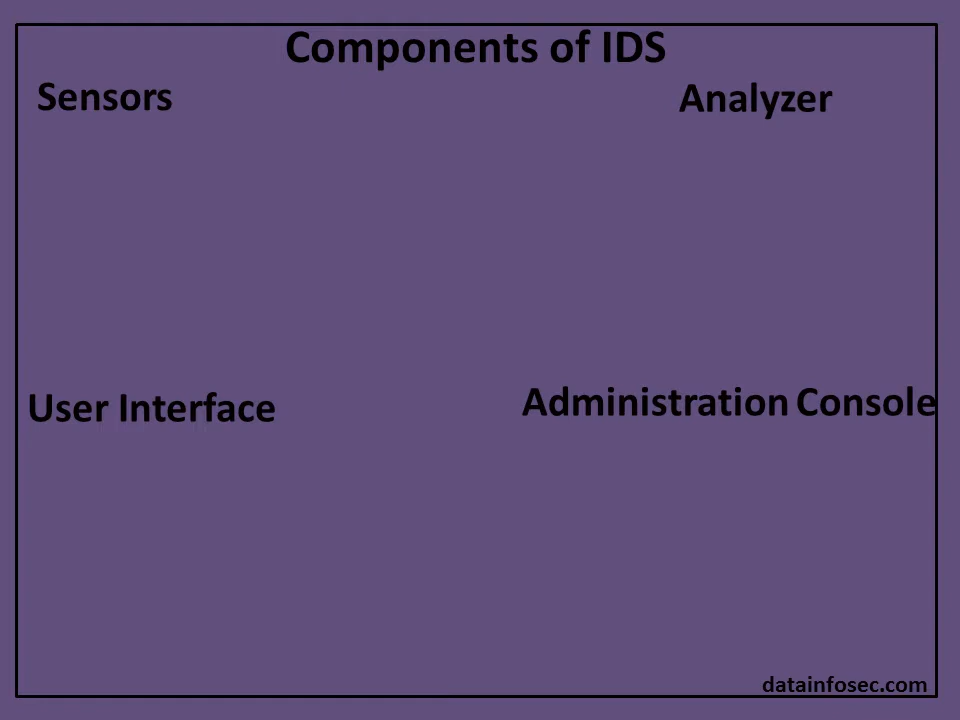 Components of IDS
Sensors
Analyzer
User Interface
Administration Console
datainfosec.com